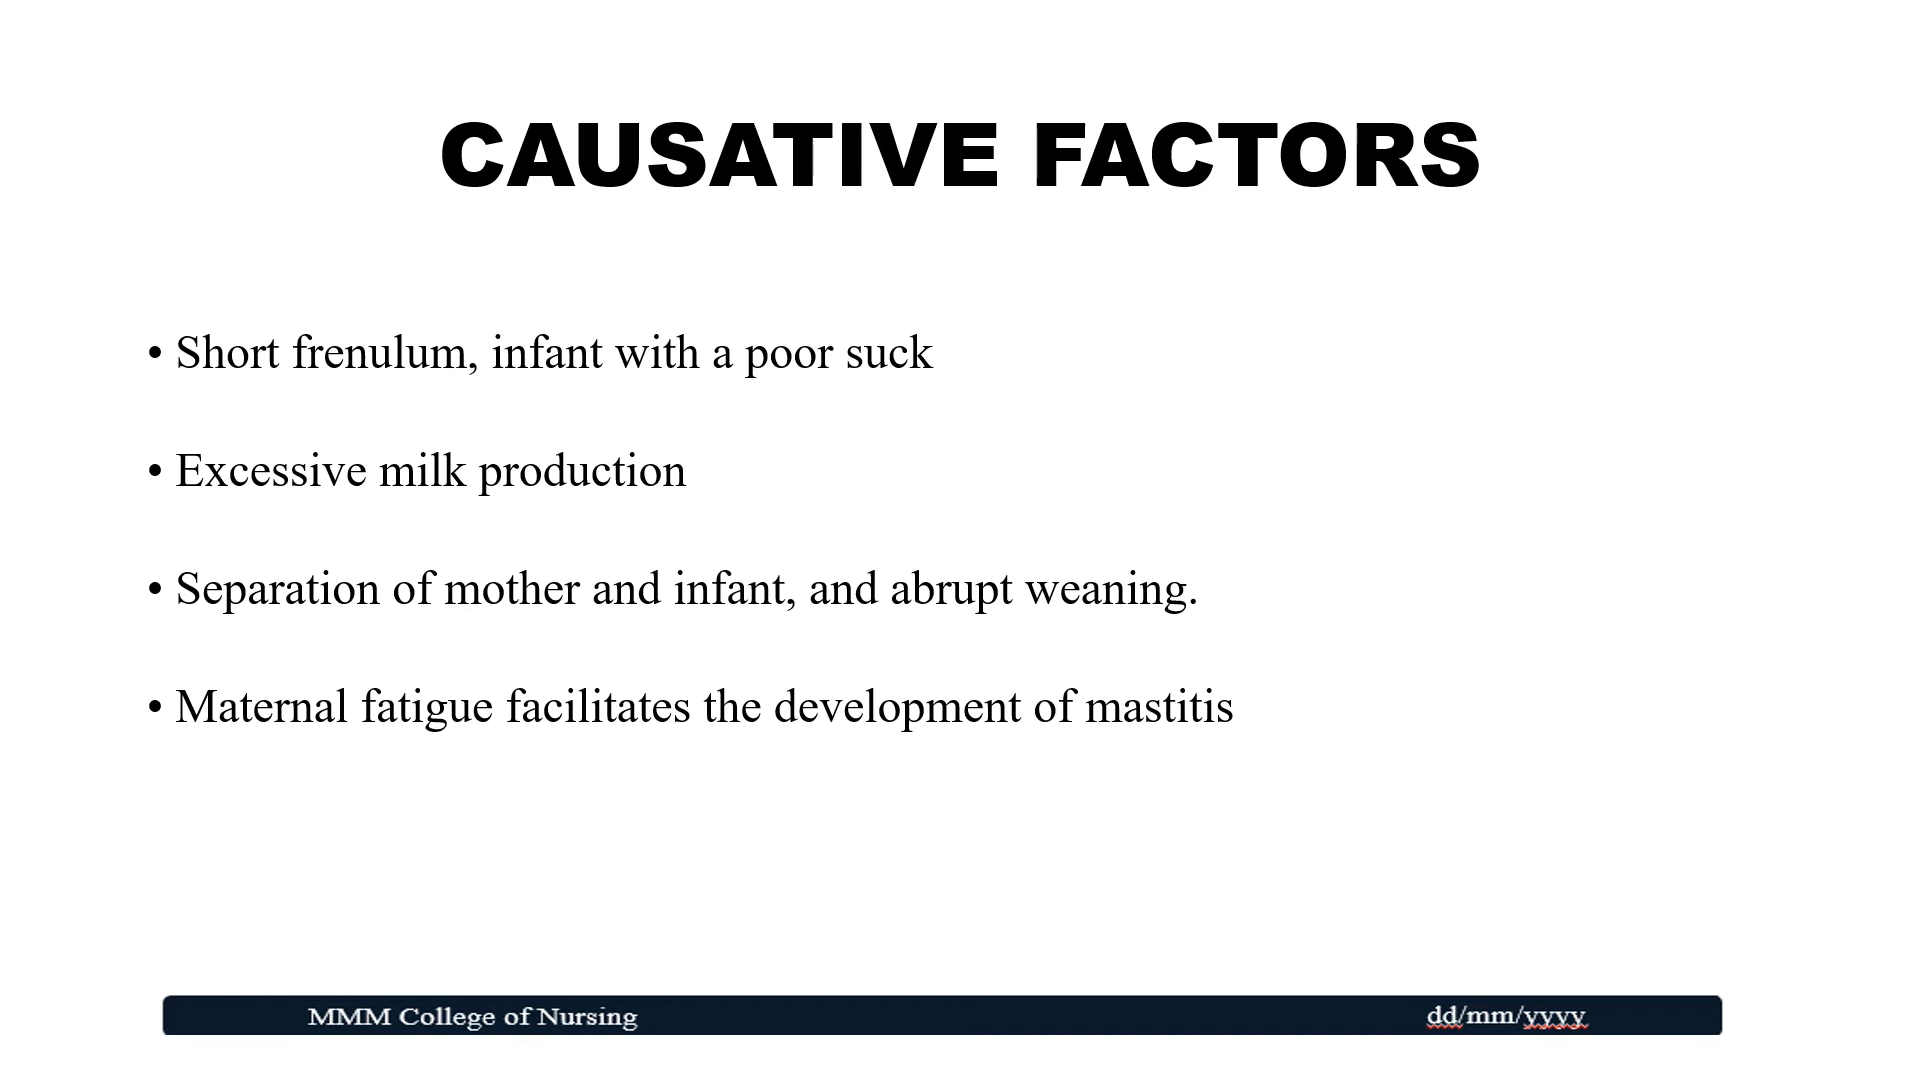 CAUSATIVE FACTORS
• Short frenulum, infant with a poor suck
• Excessive milk production
• Separation of mother and infant, and abrupt weaning.
• Maternal fatigue facilitates the development of mastitis
MMM College of Nursing dd/mm/yyyy